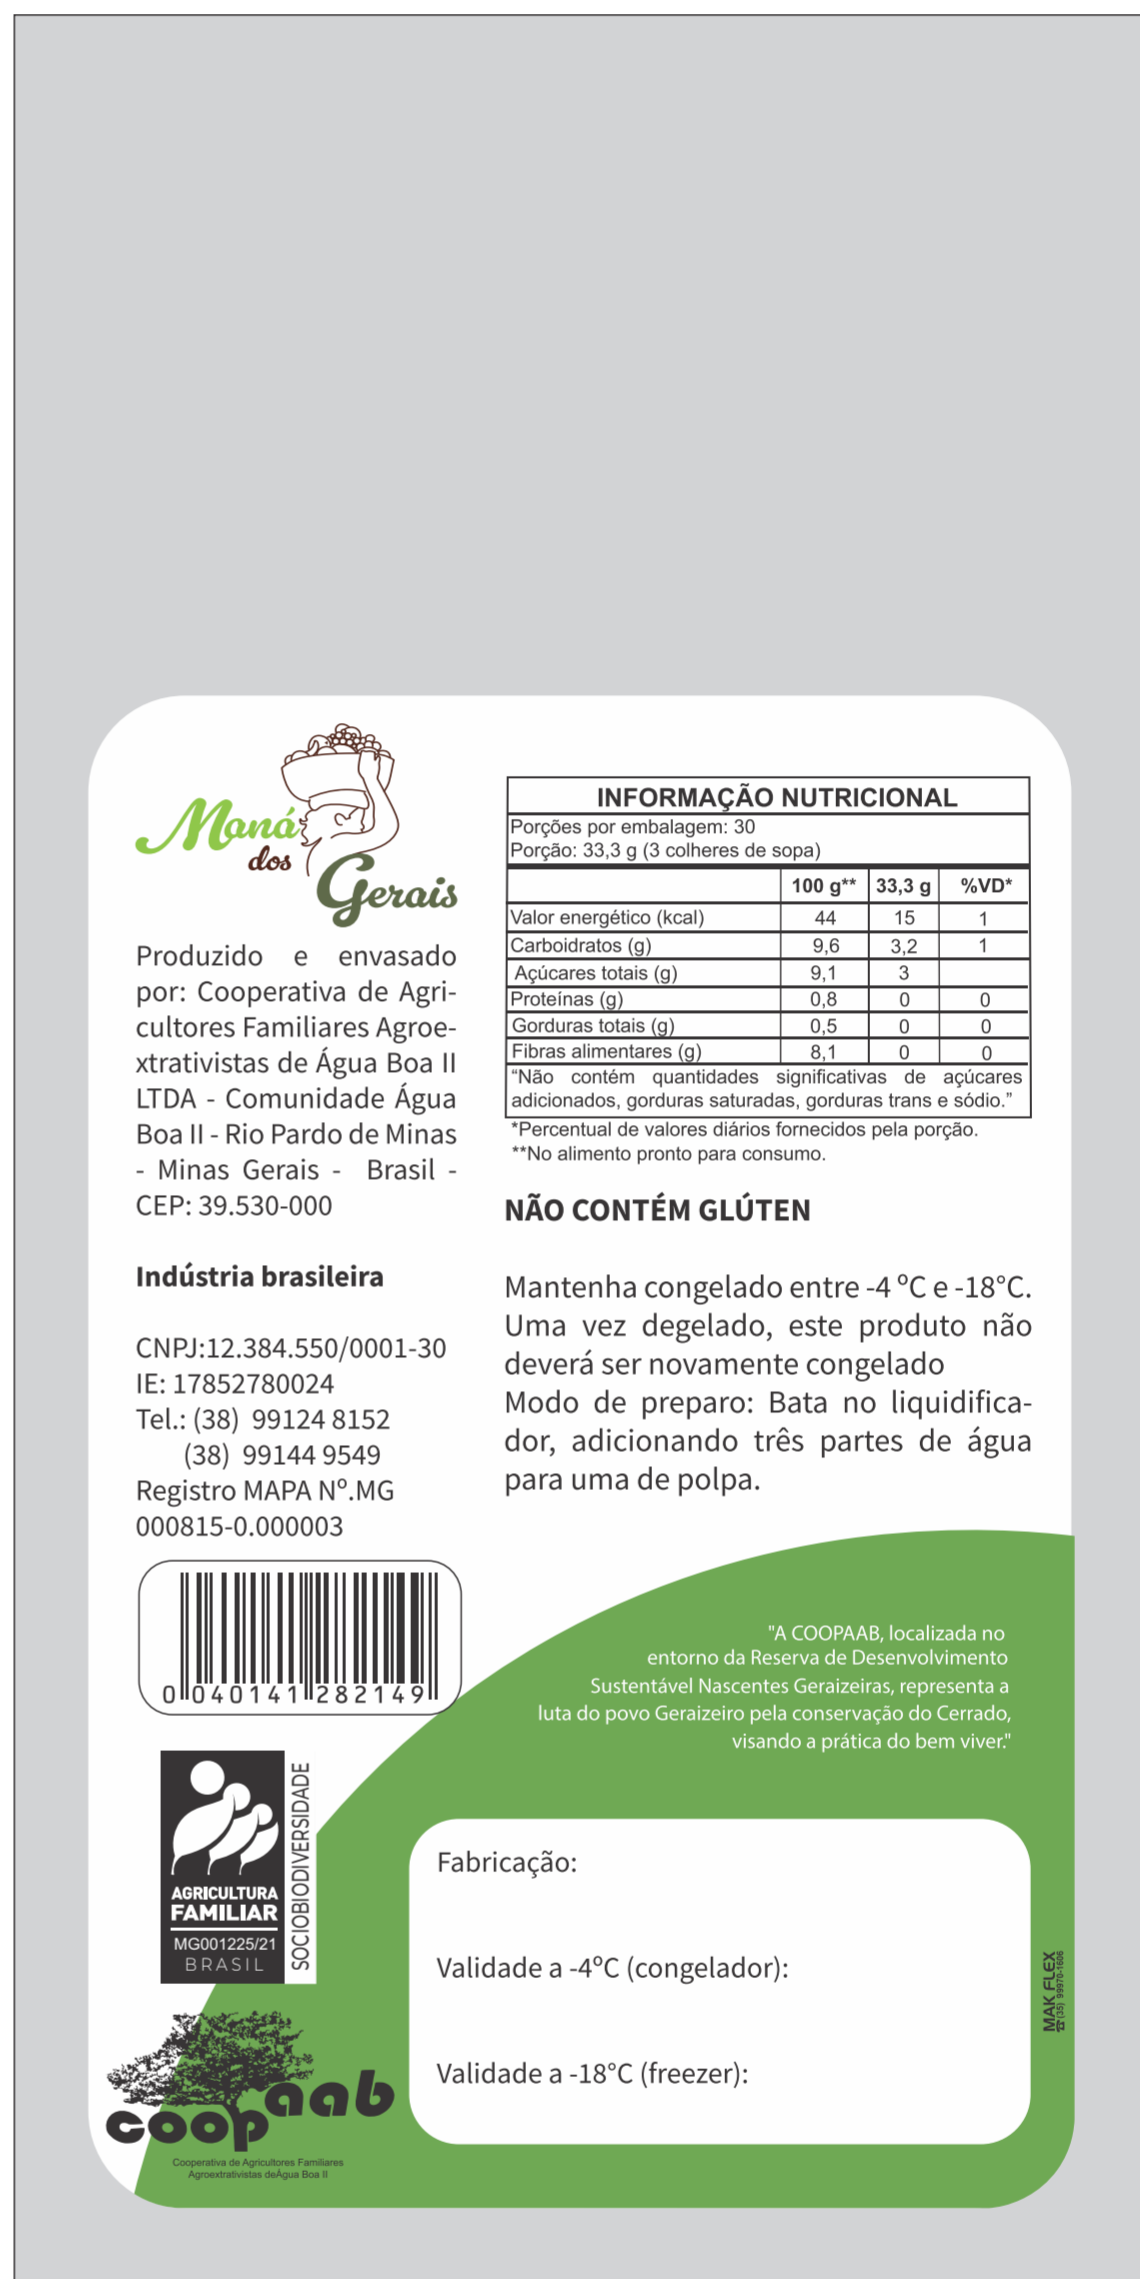 Maná
dos
Gerais
Produzido e envasado
por: Cooperativa de Agri-
cultores Familiares Agroe-
xtrativistas de Água Boa II
LTDA - Comunidade Água
Boa II - Rio Pardo de Minas
- Minas Gerais - Brasil -
CEP: 39.530-000
Indústria brasileira
CNPJ:12.384.550/0001-30
IE: 17852780024
Tel.: (38) 99124 8152
(38) 99144 9549
Registro MAPA Nº.MG
000815-0.000003
0 040141 282149
AGRICULTURA
FAMILIAR
MG001225/21
BRASIL
SOCIOBIODIVERSIDADE
coopaab
Cooperativa de Agricultores Familiares
Agroextrativistas deÁgua Boa II
INFORMAÇÃO NUTRICIONAL
Porções por embalagem: 30
Porção: 33,3 g (3 colheres de sopa)
100 g** 33,3 g %VD*
Valor energético (kcal) 44 15 1
Carboidratos (g) 9,6 3,2 1
Açúcares totais (g) 9,1 3
Proteínas (g) 0,8 0 0
Gorduras totais (g) 0,5 0 0
Fibras alimentares (g) 8,1 0 0
“Não contém quantidades significativas de açúcares
adicionados, gorduras saturadas, gorduras trans e sódio.”
*Percentual de valores diários fornecidos pela porção.
**No alimento pronto para consumo.
NÃO CONTÉM GLÚTEN
Mantenha congelado entre -4 ºC e -18°C.
Uma vez degelado, este produto não
deverá ser novamente congelado
Modo de preparo: Bata no liquidifica-
dor, adicionando três partes de água
para uma de polpa.
"A COOPAAB, localizada no
entorno da Reserva de Desenvolvimento
Sustentável Nascentes Geraizeiras, representa a
luta do povo Geraizeiro pela conservação do Cerrado,
visando a prática do bem viver."
Fabricação:
Validade a -4ºC (congelador):
Validade a -18°C (freezer):
MAK FLEX
☎(35) 99970-1606